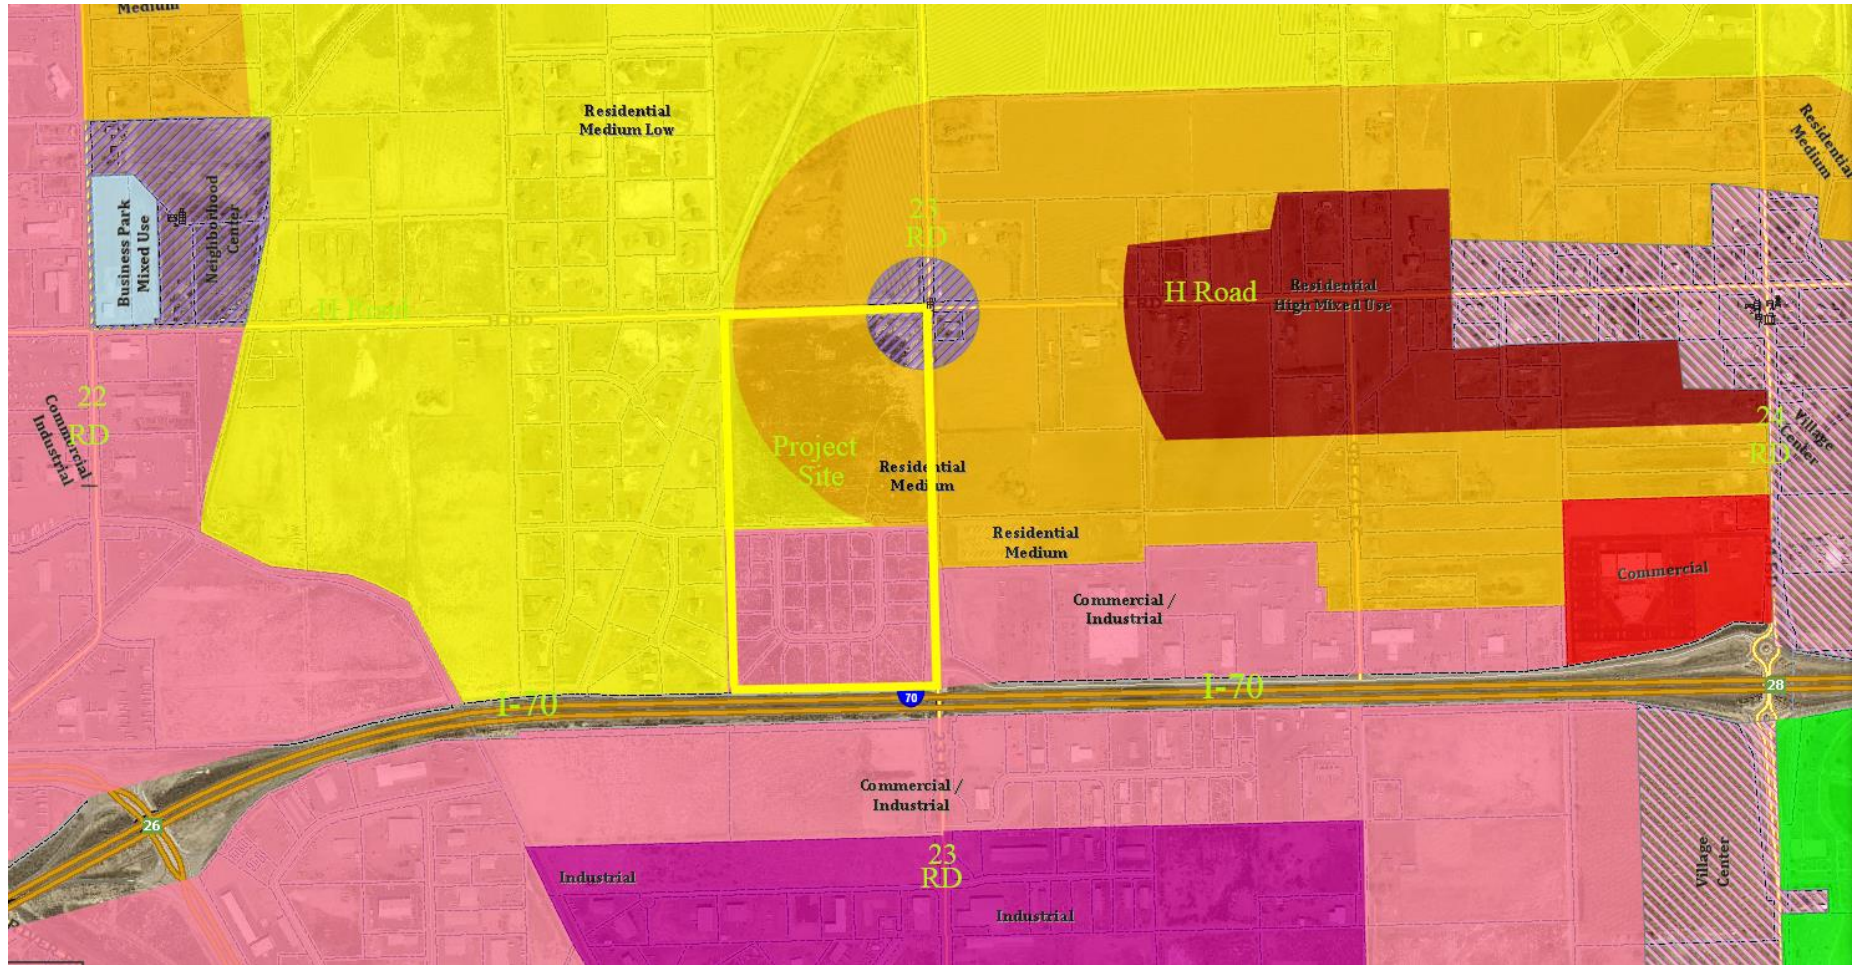 Medium
Residential
Medium Low
Residential
Medium
Business Park
Mixed Use
Neighborhood
Center
23
RD
H Road
H RD
H Road
Residential
High Mixed Use
22
RD
Commercial /
Industrial
Project
Site
Residential
Medium
24
RD
Village
Center
Residential
Medium
Commercial
Commercial /
Industrial
I-70
70
I-70
28
Commercial /
Industrial
26
23
RD
Industrial
Industrial
Village
Center